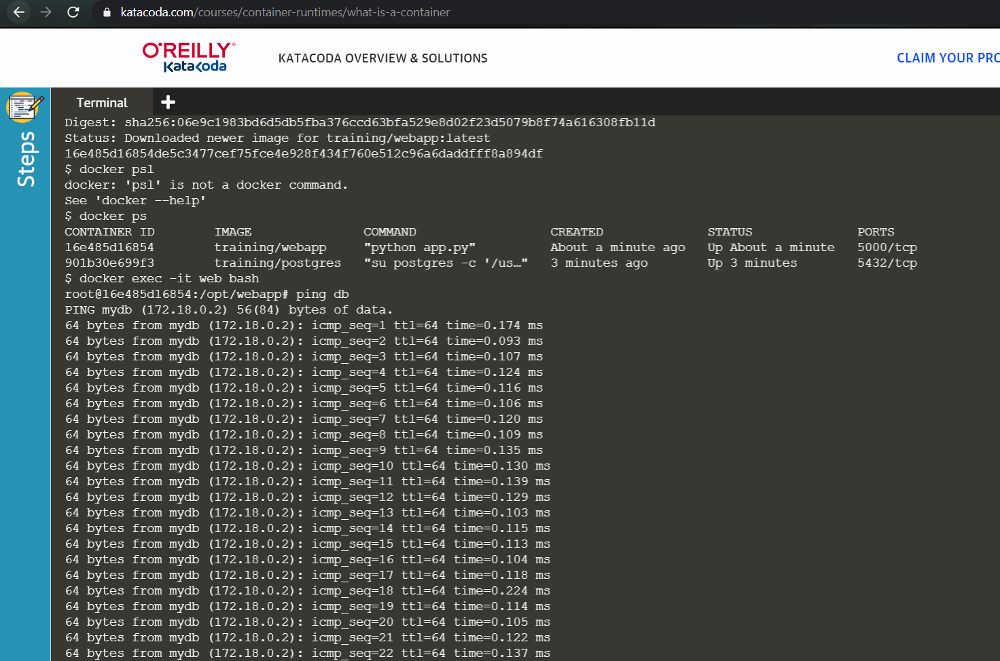 katacoda.com/courses/container-runtimes/what-is-a-container
O'REILLY®
Katacoda
KATACODA OVERVIEW & SOLUTIONS
CLAIM YOUR PRO
Steps
Terminal
Digest: sha256:06e9c1983bd6d5db5fba376ccd63bfa529e8d02f23d5079b8f74a616308fb11d
Status: Downloaded newer image for training/webapp:latest
16e485d16854de5c3477cef75fce4e928f434f760e512c96a6daddfff8a894df
$ docker psl
docker: 'psl' is not a docker command.
See 'docker --help'
$ docker ps
CONTAINER ID IMAGE COMMAND CREATED STATUS PORTS
16e485d16854 training/webapp "python app.py" About a minute ago Up About a minute 5000/tcp
901b30e699f3 training/postgres "su postgres -c '/us…" 3 minutes ago Up 3 minutes 5432/tcp
$ docker exec -it web bash
root@16e485d16854:/opt/webapp# ping db
PING mydb (172.18.0.2) 56(84) bytes of data.
64 bytes from mydb (172.18.0.2): icmp_seq=1 ttl=64 time=0.174 ms
64 bytes from mydb (172.18.0.2): icmp_seq=2 ttl=64 time=0.093 ms
64 bytes from mydb (172.18.0.2): icmp_seq=3 ttl=64 time=0.107 ms
64 bytes from mydb (172.18.0.2): icmp_seq=4 ttl=64 time=0.124 ms
64 bytes from mydb (172.18.0.2): icmp_seq=5 ttl=64 time=0.116 ms
64 bytes from mydb (172.18.0.2): icmp_seq=6 ttl=64 time=0.106 ms
64 bytes from mydb (172.18.0.2): icmp_seq=7 ttl=64 time=0.120 ms
64 bytes from mydb (172.18.0.2): icmp_seq=8 ttl=64 time=0.109 ms
64 bytes from mydb (172.18.0.2): icmp_seq=9 ttl=64 time=0.135 ms
64 bytes from mydb (172.18.0.2): icmp_seq=10 ttl=64 time=0.130 ms
64 bytes from mydb (172.18.0.2): icmp_seq=11 ttl=64 time=0.139 ms
64 bytes from mydb (172.18.0.2): icmp_seq=12 ttl=64 time=0.129 ms
64 bytes from mydb (172.18.0.2): icmp_seq=13 ttl=64 time=0.103 ms
64 bytes from mydb (172.18.0.2): icmp_seq=14 ttl=64 time=0.115 ms
64 bytes from mydb (172.18.0.2): icmp_seq=15 ttl=64 time=0.113 ms
64 bytes from mydb (172.18.0.2): icmp_seq=16 ttl=64 time=0.104 ms
64 bytes from mydb (172.18.0.2): icmp_seq=17 ttl=64 time=0.118 ms
64 bytes from mydb (172.18.0.2): icmp_seq=18 ttl=64 time=0.224 ms
64 bytes from mydb (172.18.0.2): icmp_seq=19 ttl=64 time=0.114 ms
64 bytes from mydb (172.18.0.2): icmp_seq=20 ttl=64 time=0.105 ms
64 bytes from mydb (172.18.0.2): icmp_seq=21 ttl=64 time=0.122 ms
64 bytes from mydb (172.18.0.2): icmp_seq=22 ttl=64 time=0.137 ms